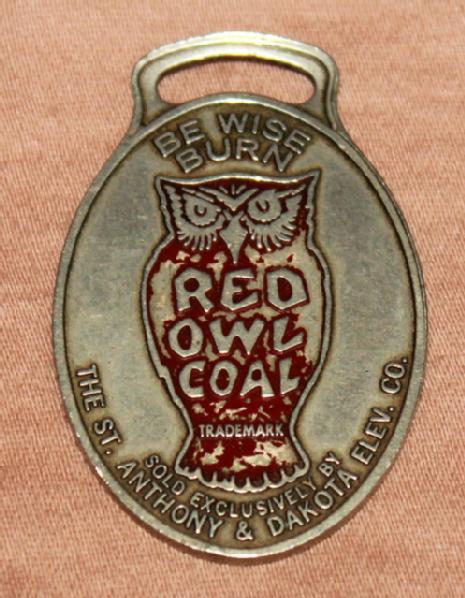 BE WISE
BURN
RED
OWL
COAL
TRADEMARK
SOLD EXCLUSIVELY BY
THE ST. ANTHONY & DAKOTA ELEV. CO.